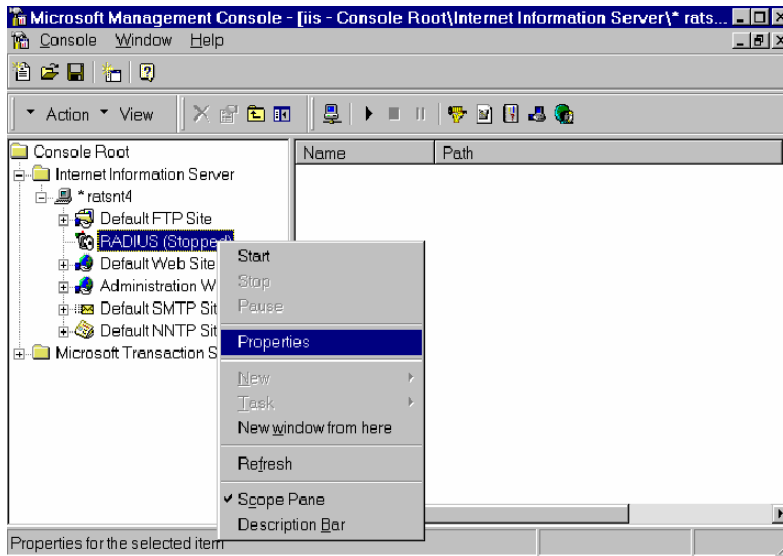 Microsoft Management Console - [iis - Console Root\Internet Information Server\* rats...
Console Window Help
Action View
Console Root
Internet Information Server
* ratsnt4
Default FTP Site
RADIUS (Stopped)
Default Web Site
Administration W
Default SMTP Sit
Default NNTP Sit
Microsoft Transaction S
Name Path
Start
Stop
Pause
Properties
New
Task
New window from here
Refresh
Scope Pane
Description Bar
Properties for the selected item